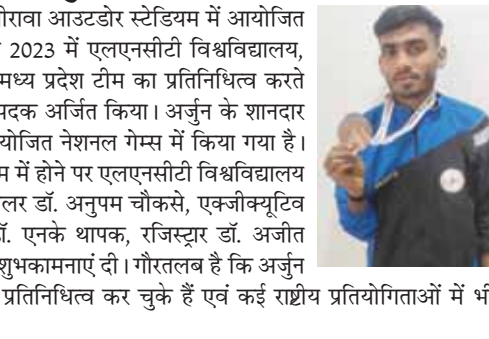 ीरावा आउटडोर स्टेडियम में आयोजित
2023 में एलएनसीटी विश्वविद्यालय,
मध्य प्रदेश टीम का प्रतिनिधित्व करते
पदक अर्जित किया। अर्जुन के शानदार
योजित नेशनल गेम्स में किया गया है।
म में होने पर एलएनसीटी विश्वविद्यालय
लर डॉ. अनुपम चौकसे, एक्जीक्यूटिव
डॉ. एनके थापक, रजिस्ट्रार डॉ. अजीत
शुभकामनाएं दी। गौरतलब है कि अर्जुन
प्रतिनिधित्व कर चुके हैं एवं कई राष्ट्रीय प्रतियोगिताओं में भी